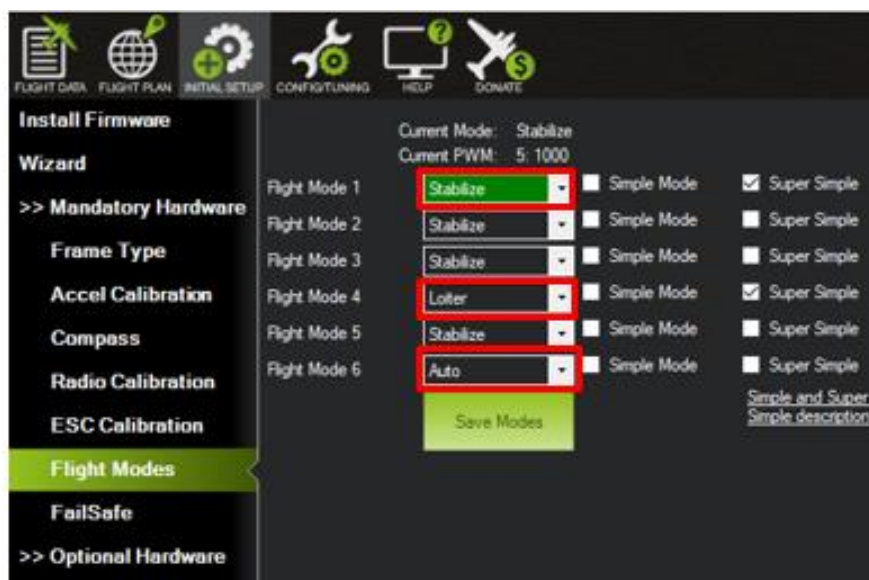 FLIGHT DATA FLIGHT PLAN INITIAL SETUP CONFIG/TUNING HELP DONATE
Install Firmware
Wizard
>> Mandatory Hardware
Frame Type
Accel Calibration
Compass
Radio Calibration
ESC Calibration
Flight Modes
FailSafe
>> Optional Hardware
Current Mode: Stabilize
Current PWM: 5: 1000
Flight Mode 1 Stabilize Simple Mode Super Simple
Flight Mode 2 Stabilize Simple Mode Super Simple
Flight Mode 3 Stabilize Simple Mode Super Simple
Flight Mode 4 Loiter Simple Mode Super Simple
Flight Mode 5 Stabilize Simple Mode Super Simple
Flight Mode 6 Auto Simple Mode Super Simple
Save Modes
Simple and Super
Simple description